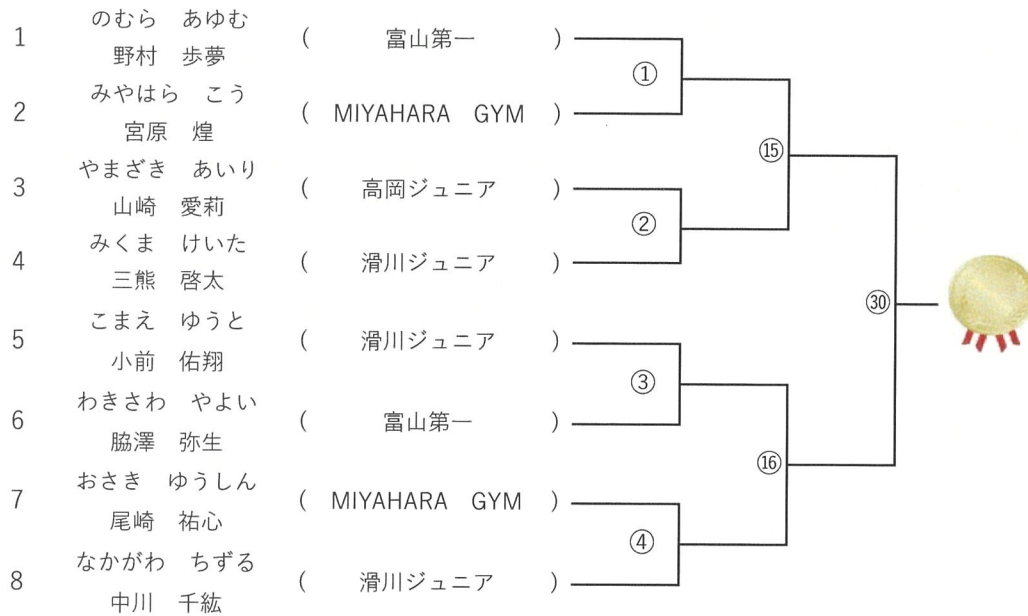 のむら　あゆむ
1 （　富山第一　）
野村　歩夢
①
みやはら　こう
2 （　MIYAHARA　GYM　）
宮原　煌
⑮
やまざき　あいり
3 （　高岡ジュニア　）
山崎　愛莉
②
みくま　けいた
4 （　滑川ジュニア　）
三熊　啓太
㉚
こまえ　ゆうと
5 （　滑川ジュニア　）
小前　佑翔
③
わきさわ　やよい
6 （　富山第一　）
脇澤　弥生
⑯
おさき　ゆうしん
7 （　MIYAHARA　GYM　）
尾崎　祐心
④
なかがわ　ちずる
8 （　滑川ジュニア　）
中川　千紘